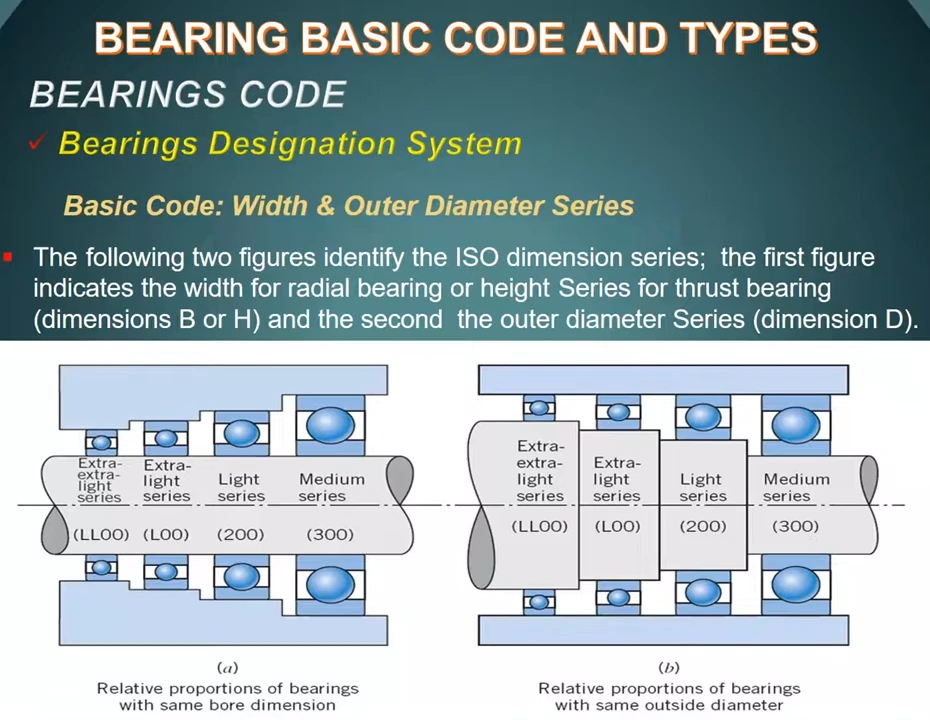 BEARING BASIC CODE AND TYPES
BEARINGS CODE
Bearings Designation System
Basic Code: Width & Outer Diameter Series
The following two figures identify the ISO dimension series; the first figure
indicates the width for radial bearing or height Series for thrust bearing
(dimensions B or H) and the second the outer diameter Series (dimension D).
Extra-
extra-
light
series
(LL00)
Extra-
light
series
(L00)
Light
series
(200)
Medium
series
(300)
(a)
Relative proportions of bearings
with same bore dimension
Extra-
extra-
light
series
(LL00)
Extra-
light
series
(L00)
Light
series
(200)
Medium
series
(300)
(b)
Relative proportions of bearings
with same outside diameter